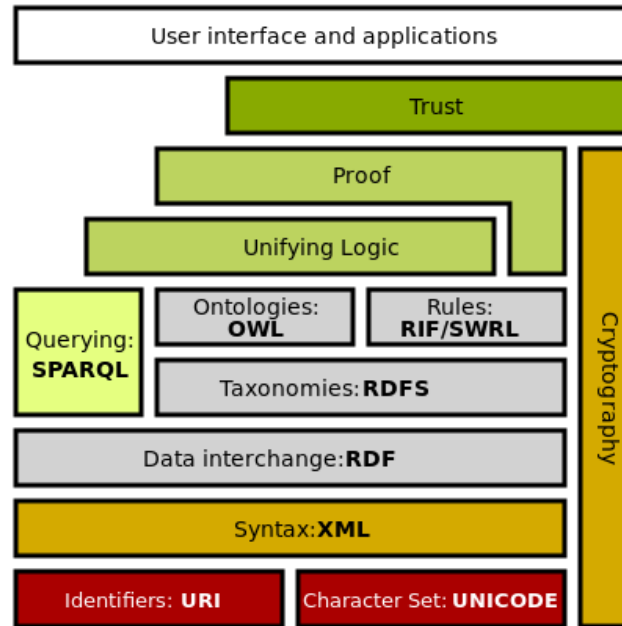 User interface and applications
Trust
Proof
Unifying Logic
Querying:
SPARQL
Ontologies:
OWL
Rules:
RIF/SWRL
Taxonomies:RDFS
Cryptography
Data interchange:RDF
Syntax:XML
Identifiers: URI
Character Set: UNICODE